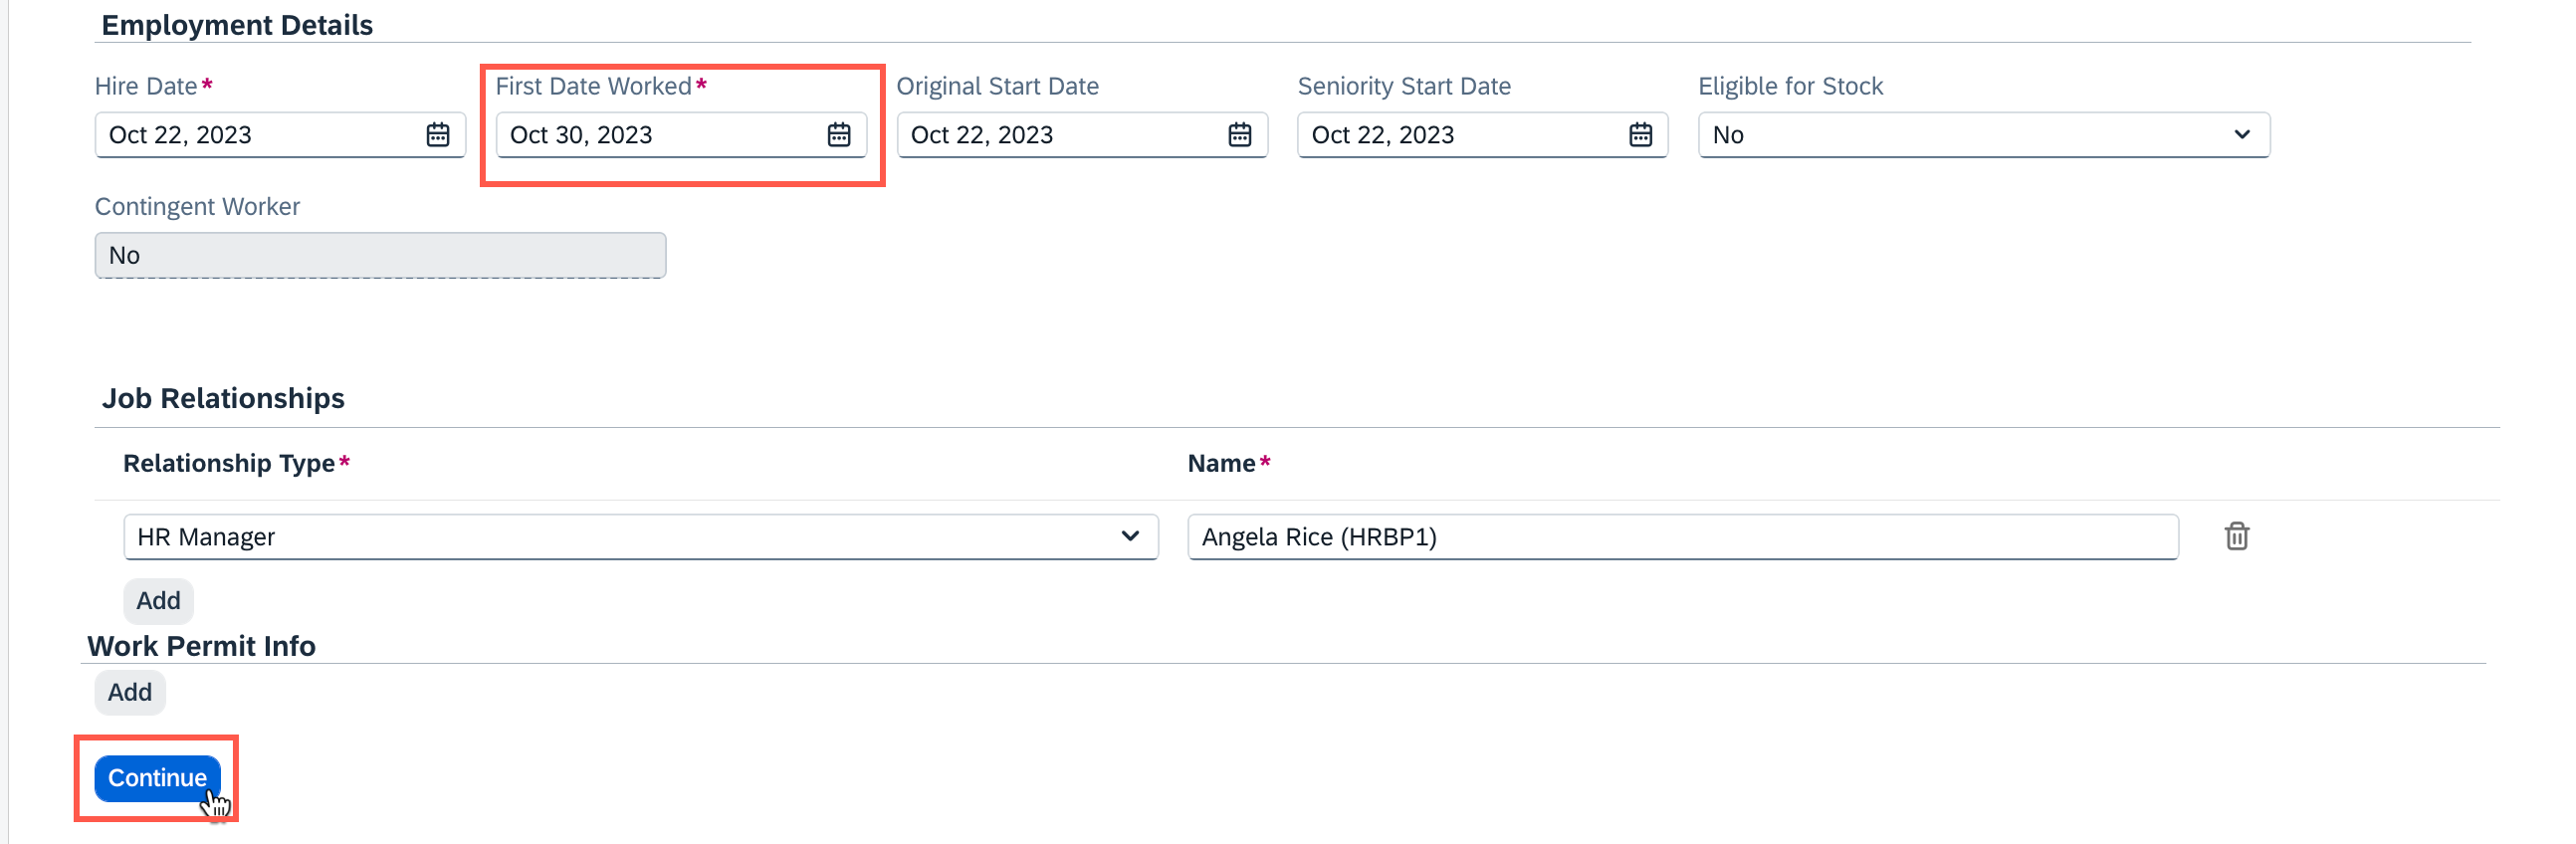 Employment Details
Hire Date* First Date Worked* Original Start Date Seniority Start Date Eligible for Stock
Oct 22, 2023 Oct 30, 2023 Oct 22, 2023 Oct 22, 2023 No
Contingent Worker
No
Job Relationships
Relationship Type* Name*
HR Manager Angela Rice (HRBP1)
Add
Work Permit Info
Add
Continue